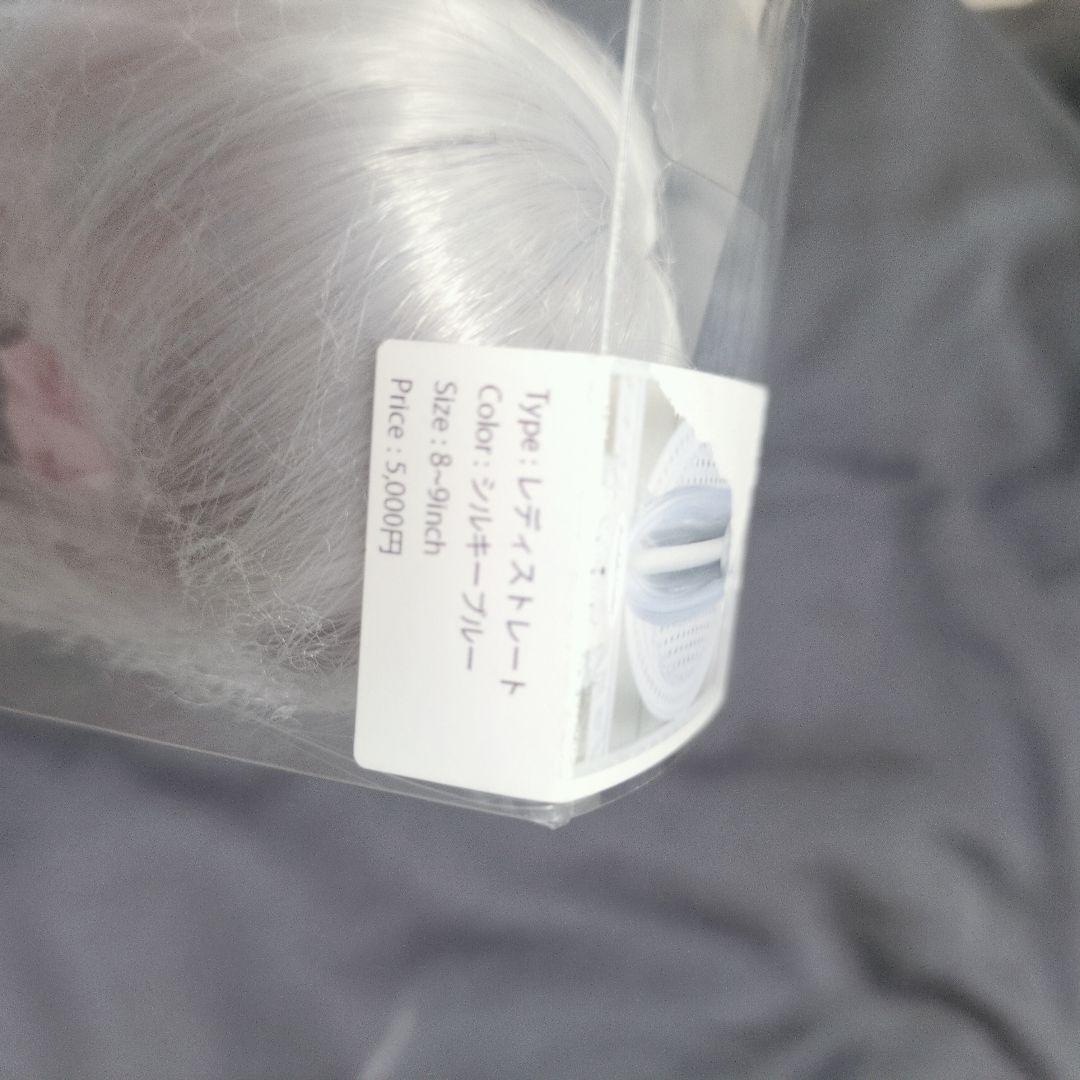 Type : レディストレート
Color : シルキーブルー
Size : 8~9inch
Price : 5,000円